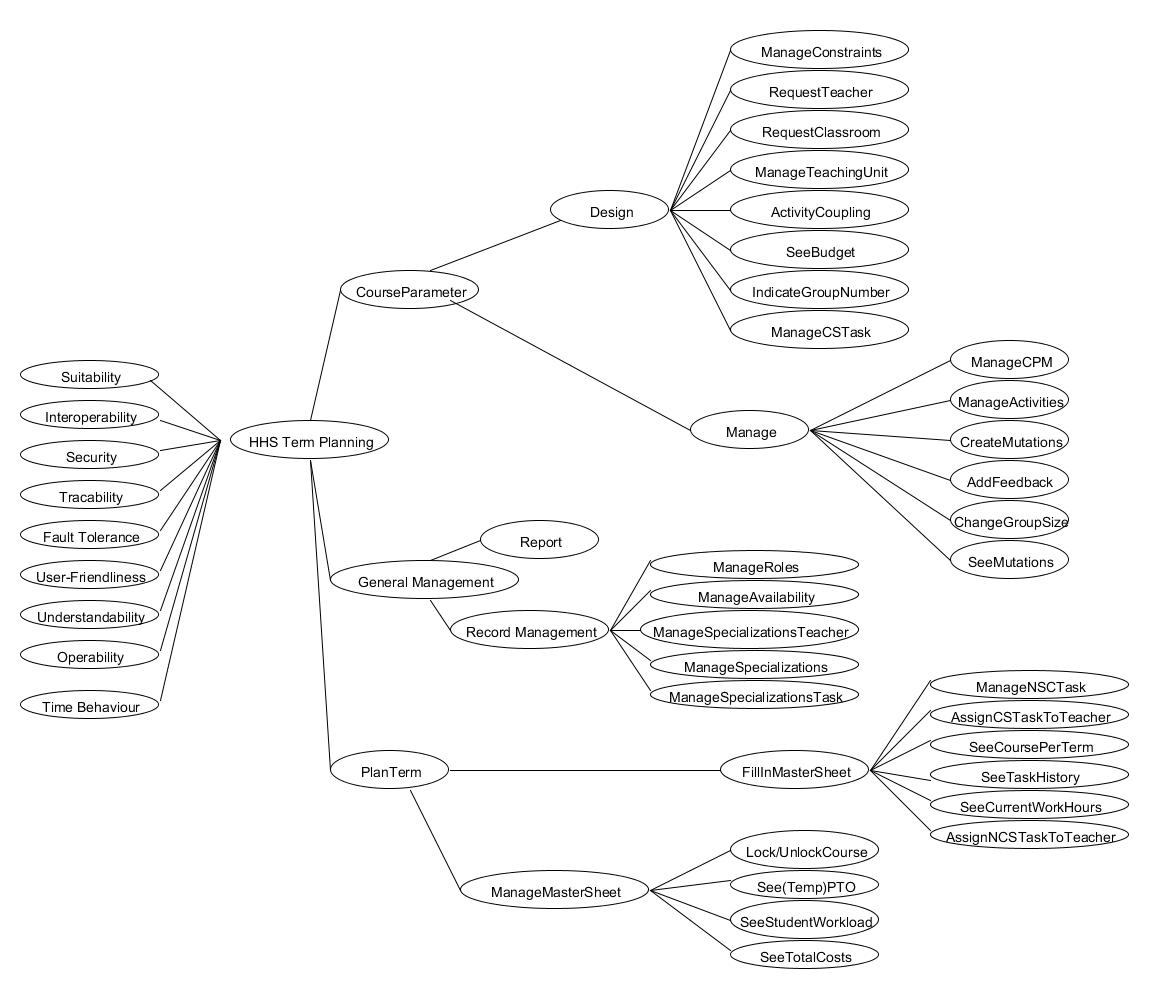 ManageConstraints
RequestTeacher
RequestClassroom
ManageTeachingUnit
Design
ActivityCoupling
SeeBudget
CourseParameter
IndicateGroupNumber
ManageCSTask
ManageCPM
Suitability
ManageActivities
Interoperability
Manage
HHS Term Planning
CreateMutations
Security
AddFeedback
Tracability
ChangeGroupSize
Fault Tolerance
Report
SeeMutations
ManageRoles
User-Friendliness
General Management
ManageAvailability
Understandability
Record Management
ManageSpecializationsTeacher
Operability
ManageSpecializations
ManageNSCTask
ManageSpecializationsTask
Time Behaviour
AssignCSTaskToTeacher
SeeCoursePerTerm
PlanTerm
FillInMasterSheet
SeeTaskHistory
SeeCurrentWorkHours
AssignNCSTaskToTeacher
Lock/UnlockCourse
See(Temp)PTO
ManageMasterSheet
SeeStudentWorkload
SeeTotalCosts